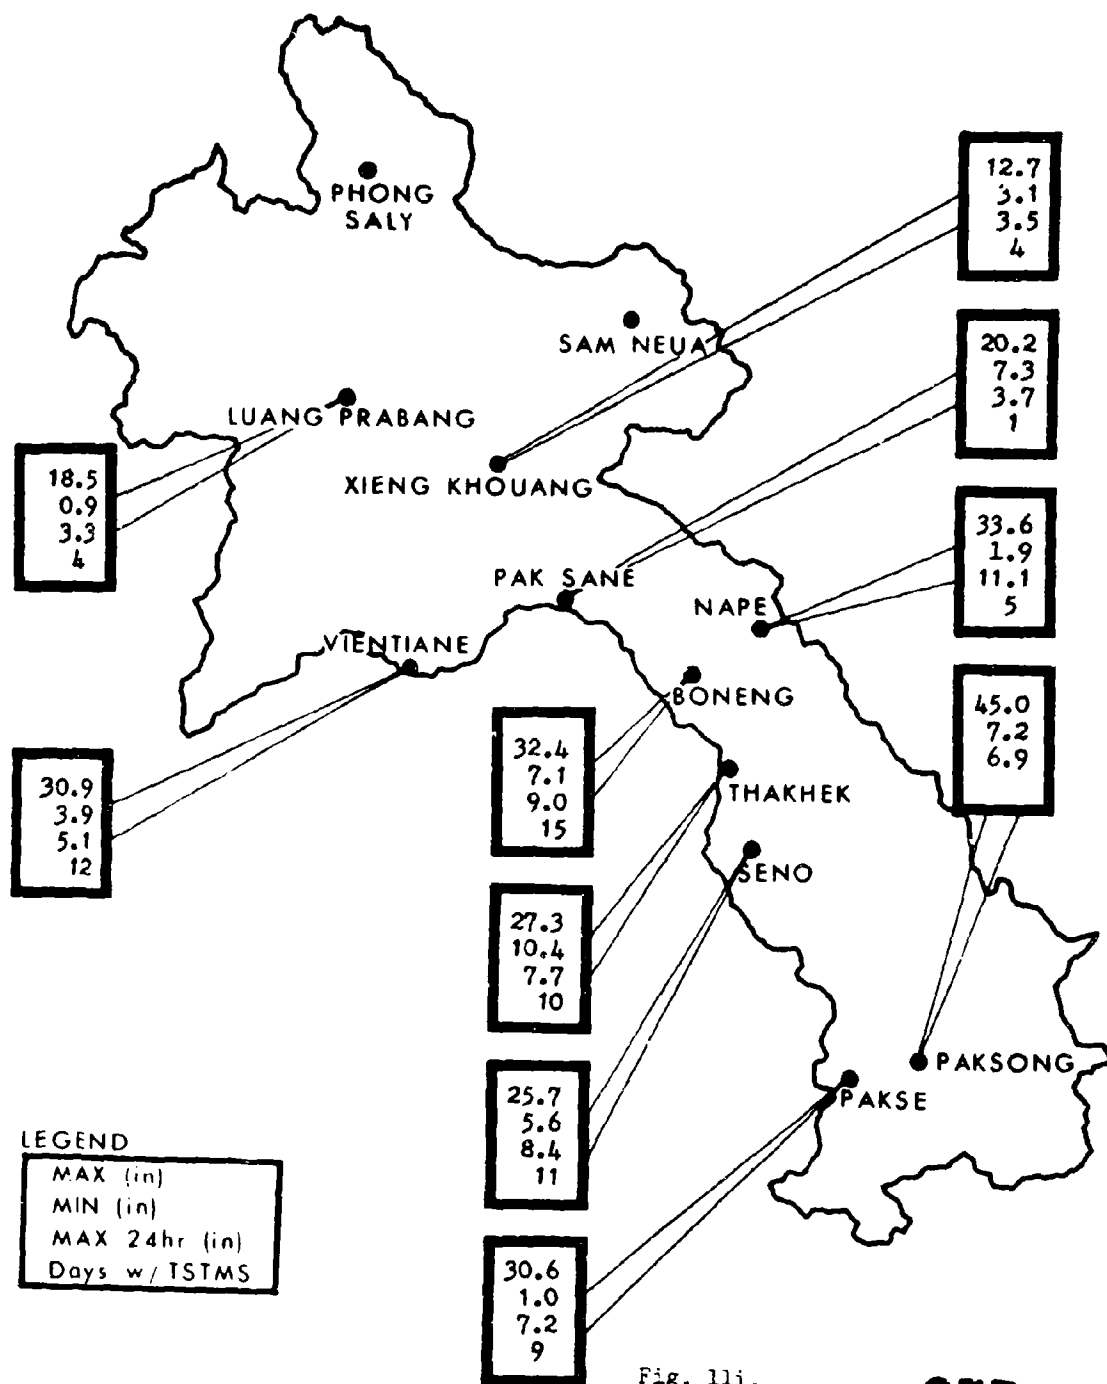 PHONG
SALY
12.7
3.1
3.5
4
SAM NEUA
20.2
7.3
3.7
1
LUANG PRABANG
XIENG KHOUANG
18.5
0.9
3.3
4
33.6
1.9
11.1
5
PAK SANE
NAPE
VIENTIANE
BONENG
45.0
7.2
6.9
30.9
3.9
5.1
12
32.4
7.1
9.0
15
THAKHEK
SENO
27.3
10.4
7.7
10
PAKSONG
PAKSE
25.7
5.6
8.4
11
LEGEND
MAX (in)
MIN (in)
MAX 24hr (in)
Days w/ TSTMS
30.6
1.0
7.2
9
Fig. 11i.